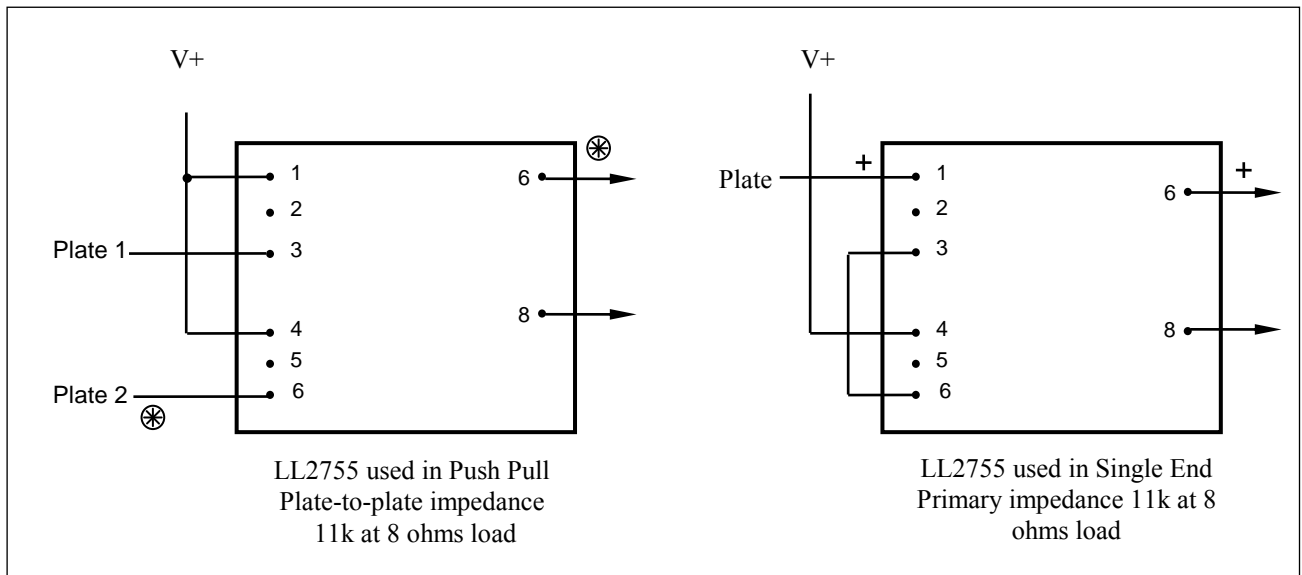 V+
1
2
Plate 1
3
4
5
Plate 2
6
6
8
LL2755 used in Push Pull
Plate-to-plate impedance
11k at 8 ohms load
V+
+
Plate
1
2
3
4
5
6
+
6
8
LL2755 used in Single End
Primary impedance 11k at 8
ohms load